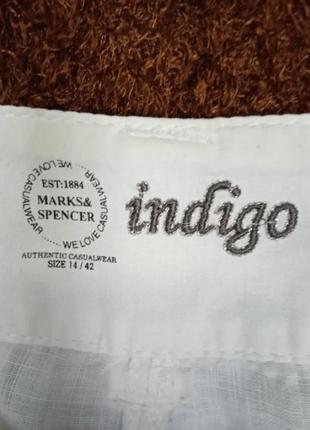 ...WE LOVE CASUALWEAR...
EST:1884
MARKS&
SPENCER
WE LOVE CASUALWEAR
AUTHENTIC CASUALWEAR
SIZE 14 / 42
indigo